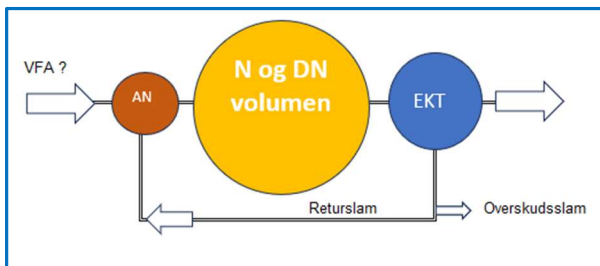 VFA ?
AN
N og DN
volumen
EKT
Returslam
Overskudsslam